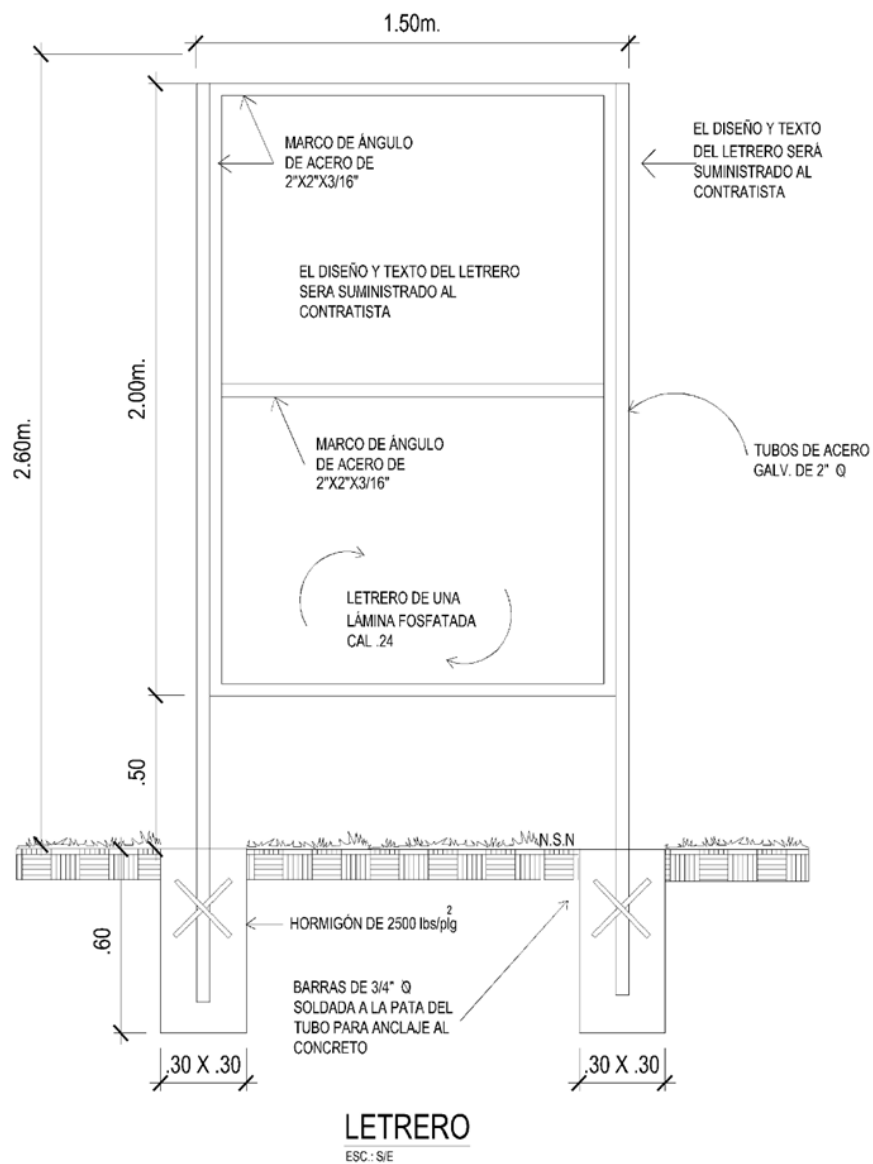 1.50m.
MARCO DE ÁNGULO
DE ACERO DE
2"X2"X3/16"
EL DISEÑO Y TEXTO
DEL LETRERO SERÁ
SUMINISTRADO AL
CONTRATISTA
EL DISEÑO Y TEXTO DEL LETRERO
SERA SUMINISTRADO AL
CONTRATISTA
2.00m.
2.60m.
MARCO DE ÁNGULO
DE ACERO DE
2"X2"X3/16"
TUBOS DE ACERO
GALV. DE 2" Q
LETRERO DE UNA
LÁMINA FOSFATADA
CAL .24
.50
N.S.N
.60
HORMIGÓN DE 2500 lbs/plg²
BARRAS DE 3/4" Q
SOLDADA A LA PATA DEL
TUBO PARA ANCLAJE AL
CONCRETO
.30 X .30
.30 X .30
LETRERO
ESC.: S/E